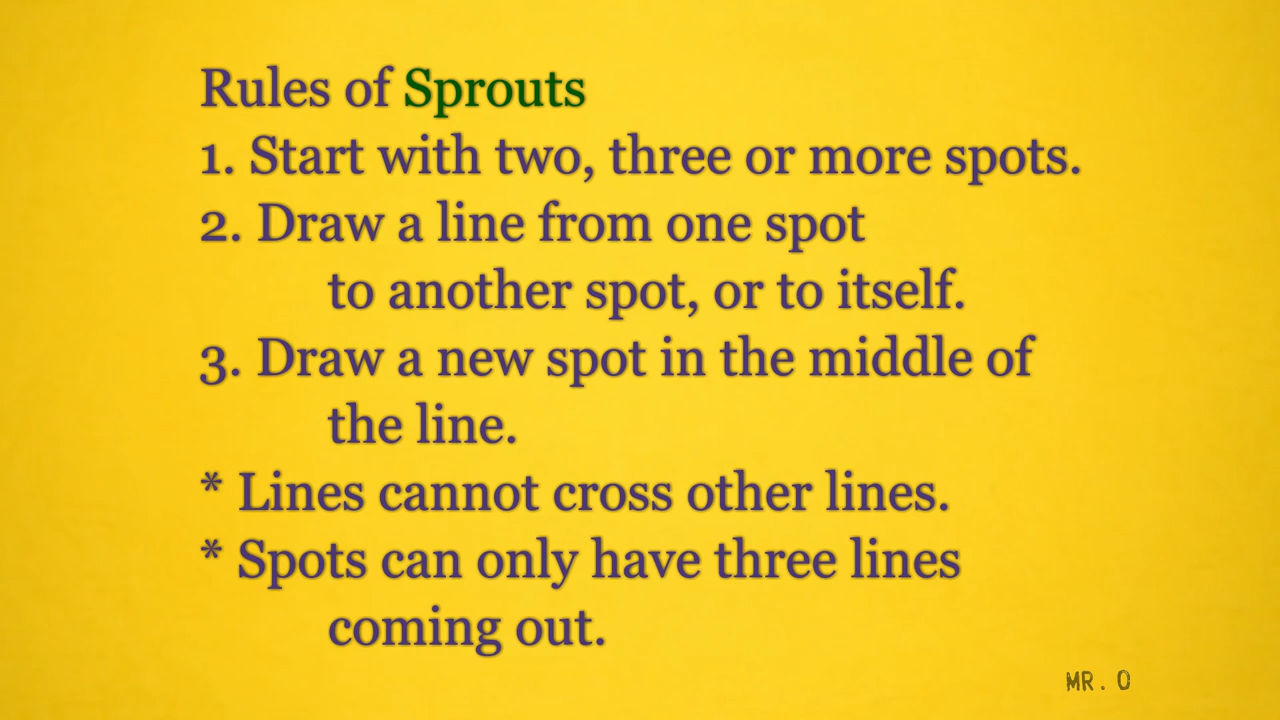 Rules of Sprouts
1. Start with two, three or more spots.
2. Draw a line from one spot
to another spot, or to itself.
3. Draw a new spot in the middle of
the line.
* Lines cannot cross other lines.
* Spots can only have three lines
coming out.
MR. O